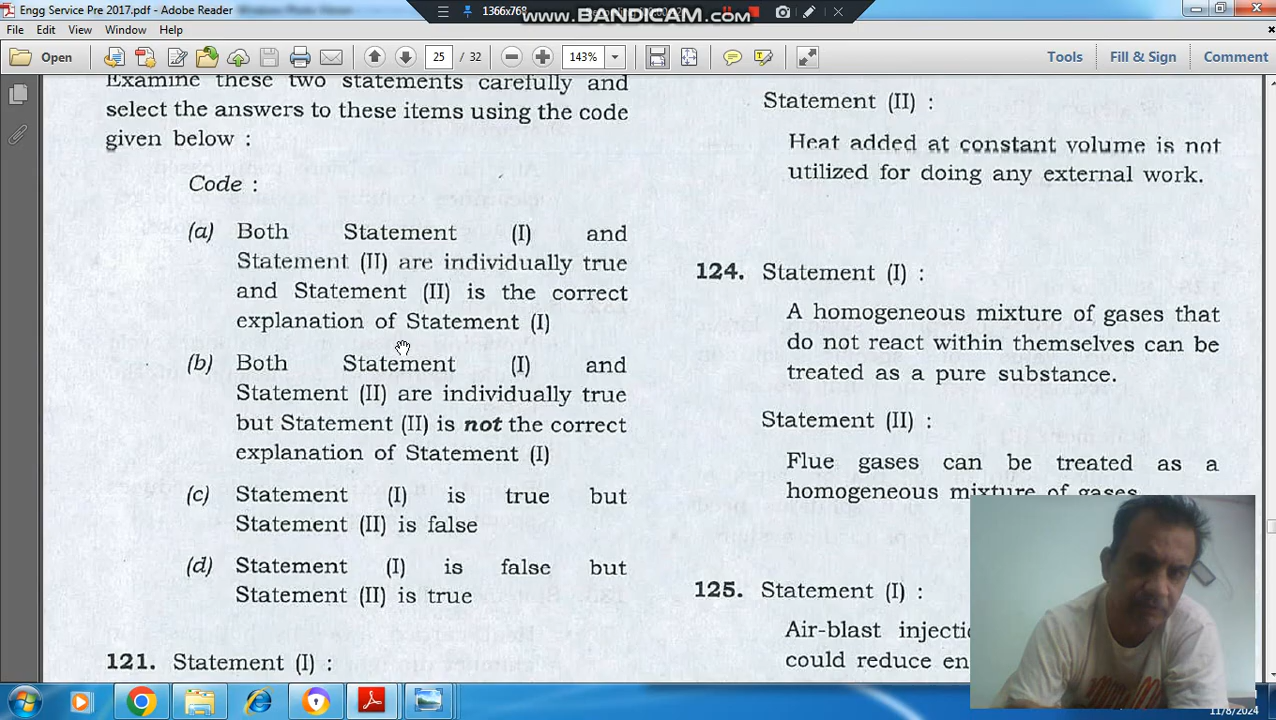 Engg Service Pre 2017.pdf - Adobe Reader
1366x768
www.BANDICAM.com
File Edit View Window Help
Open
25 / 32
143%
Tools Fill & Sign Comment
Examine these two statements carefully and
select the answers to these items using the code
given below :
Code :
(a) Both Statement (I) and
Statement (II) are individually true
and Statement (II) is the correct
explanation of Statement (I)
(b) Both Statement (I) and
Statement (II) are individually true
but Statement (II) is not the correct
explanation of Statement (I)
(c) Statement (I) is true but
Statement (II) is false
(d) Statement (I) is false but
Statement (II) is true
121. Statement (I) :
Statement (II) :
Heat added at constant volume is not
utilized for doing any external work.
124. Statement (I) :
A homogeneous mixture of gases that
do not react within themselves can be
treated as a pure substance.
Statement (II) :
Flue gases can be treated as a
homogeneous mixture of gases.
125. Statement (I) :
Air-blast
could reduce
11/8/2024